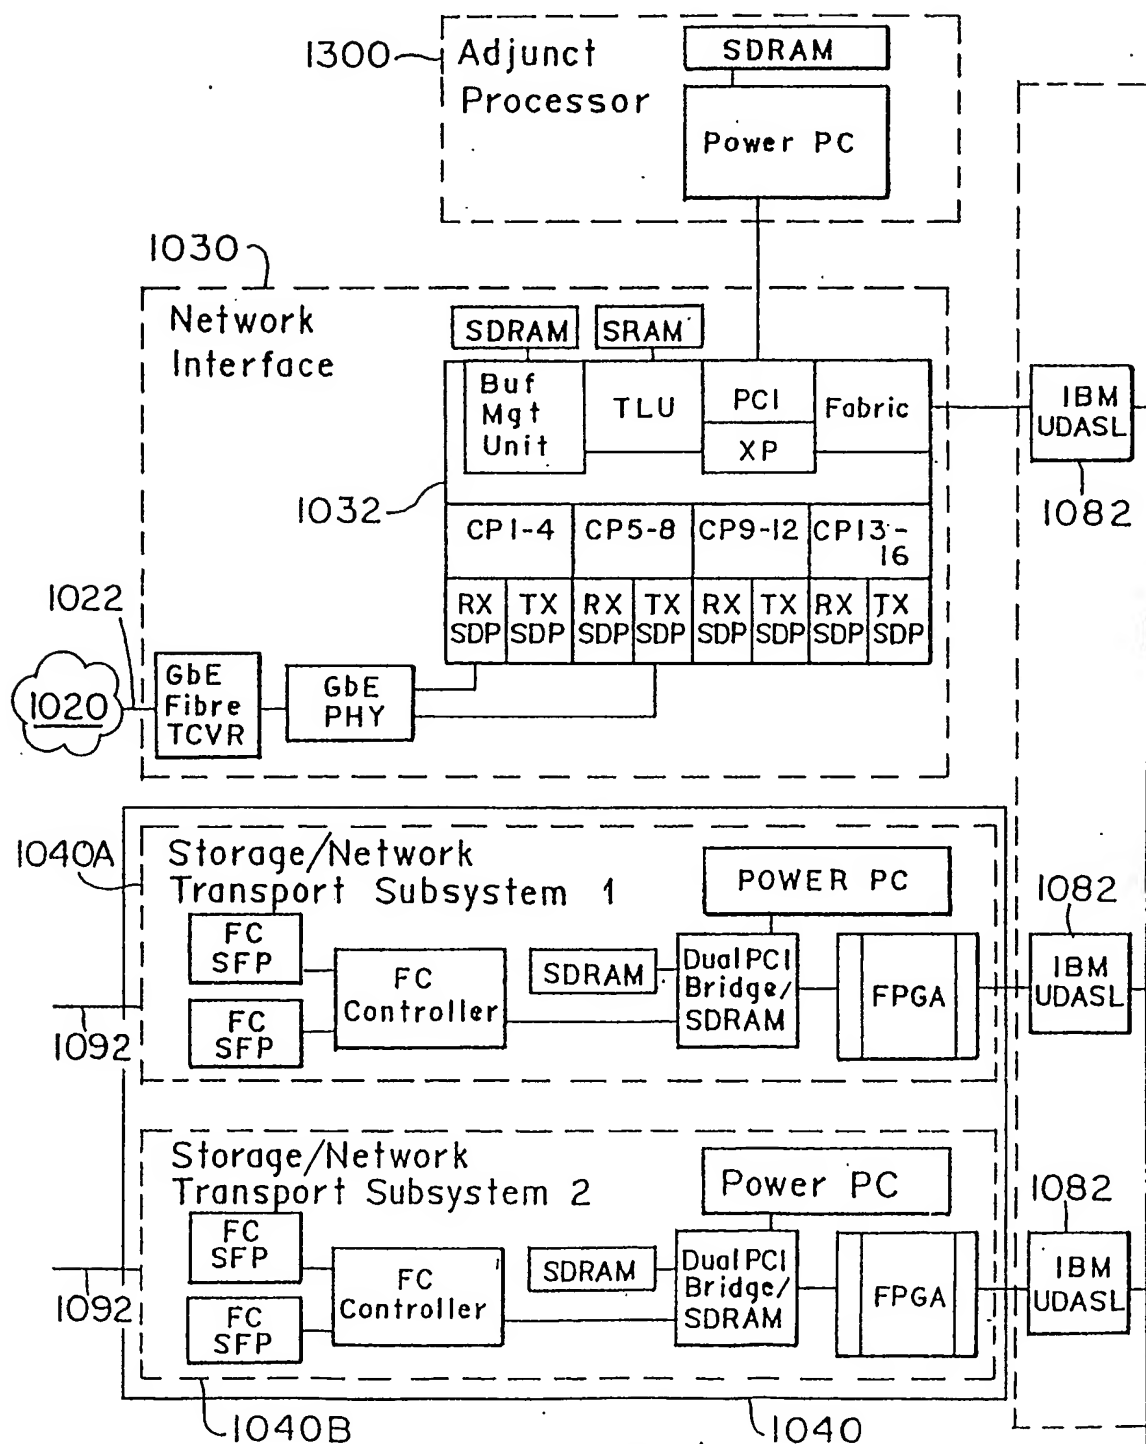 1300
Adjunct
Processor
SDRAM
Power PC
1030
Network
Interface
SDRAM
SRAM
Buf
Mgt
Unit
TLU
PCI
XP
Fabric
IBM
UDASL
1082
1032
CP1-4
CP5-8
CP9-12
CP13-
16
RX
SDP
TX
SDP
RX
SDP
TX
SDP
RX
SDP
TX
SDP
RX
SDP
TX
SDP
1022
1020
GbE
Fibre
TCVR
GbE
PHY
1040A
Storage/Network
Transport Subsystem 1
POWER PC
FC
SFP
FC
SFP
FC
Controller
SDRAM
Dual PCI
Bridge/
SDRAM
FPGA
1082
IBM
UDASL
1092
Storage/Network
Transport Subsystem 2
Power PC
FC
SFP
FC
SFP
FC
Controller
SDRAM
Dual PCI
Bridge/
SDRAM
FPGA
1082
IBM
UDASL
1092
1040B
1040